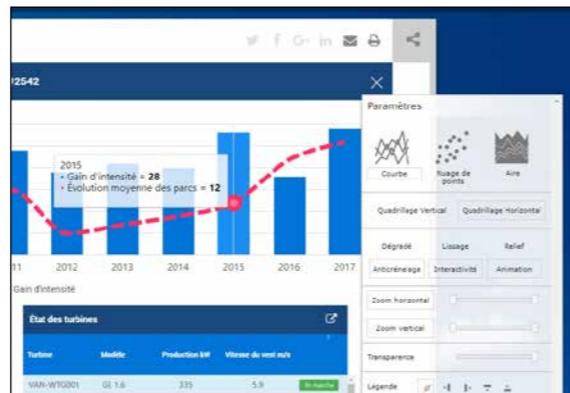 #2542
Paramètres
Courbe
Nuage de
points
Aire
2015
• Gain d'intensité = 28
• Évolution moyenne des parcs = 12
Quadrillage Vertical Quadrillage Horizontal
Dégradé Lissage Relief
Anticrénelage Interactivité Animation
11 2012 2013 2014 2015 2016 2017
Gain d'intensité
Zoom horizontal
Zoom vertical
État des turbines
Turbine Modèle Production kW Vitesse du vent m/s
VAN-WTG001 GE 1.6 335 5.9 En marche
Transparence
Légende